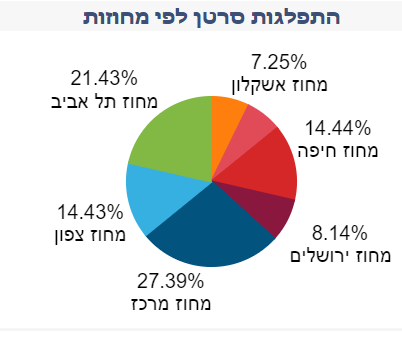 התפלגות סרטן לפי מחוזות
7.25%
מחוז אשקלון
14.44%
מחוז חיפה
8.14%
מחוז ירושלים
27.39%
מחוז מרכז
14.43%
מחוז צפון
21.43%
מחוז תל אביב